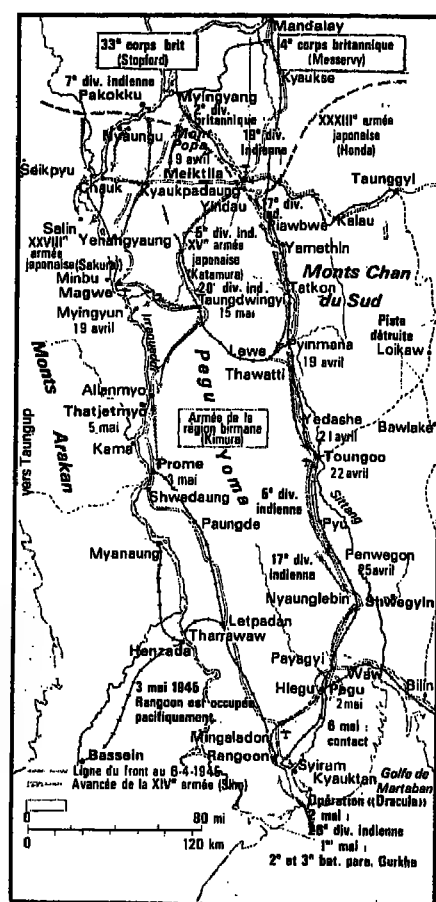 Mandalay
33e corps brit
(Stopford)
4e corps britannique
(Messervy)
Kyaukse
7e div. indienne
Pakokku
Myingyang
2e div.
britannique
XXXIIIe armée
japonaise
(Honda)
Nyaungu
Mont
Popa
9 avril
19e div.
indienne
Seikpyu
Meiktila
Taunggyi
Chauk
Kyaukpadaung
Yindau
7e div.
ind.
Kalau
Salin
Piawbwe
XXVIIIe
armée
japonaise (Sakura)
Yenangyaung
5e div. ind.
XVe armée
japonaise
(Katamura)
Yamethin
Monts Chan
du Sud
Minbu
Magwe
20e div. ind.
Taungdwingyi
15 mai
Tatkon
Myingyun
19 avril
Irraouaddi
Piste
détruite
Loikaw
Lewe
Pyinmana
19 avril
Thawatti
Monts
Arakan
Pegu Yoma
Allanmyo
Thatjetmyo
5 mai
Yedashe
21 avril
Bawlake
Armée de la
région birmane
(Kimura)
Kama
Toungoo
22 avril
vers Taungup
Prome
3 mai
Shwedaung
5e div.
indienne
Sittang
Paungde
Pyu
Myanaung
17e div.
indienne
Penwegon
25 avril
Nyaunglebin
Shwegyin
Letpadan
Tharrawaw
Henzada
Payagyi
Waw
3 mai 1945
Rangoon est occupée
pacifiquement
Hlegu
Pegu
2 mai
Bilin
Mingaladon
6 mai :
contact
Bassein
Rangoon
Syriam
Kyauktan
Golfe de
Martaban
Ligne du front au 6-4-1945
Avancée de la XIVe armée (Slim)
Opération «Dracula»
2 mai :
26e div. indienne
1er mai :
2e et 3e bat. para. Gurkha
80 mi
0
120 km